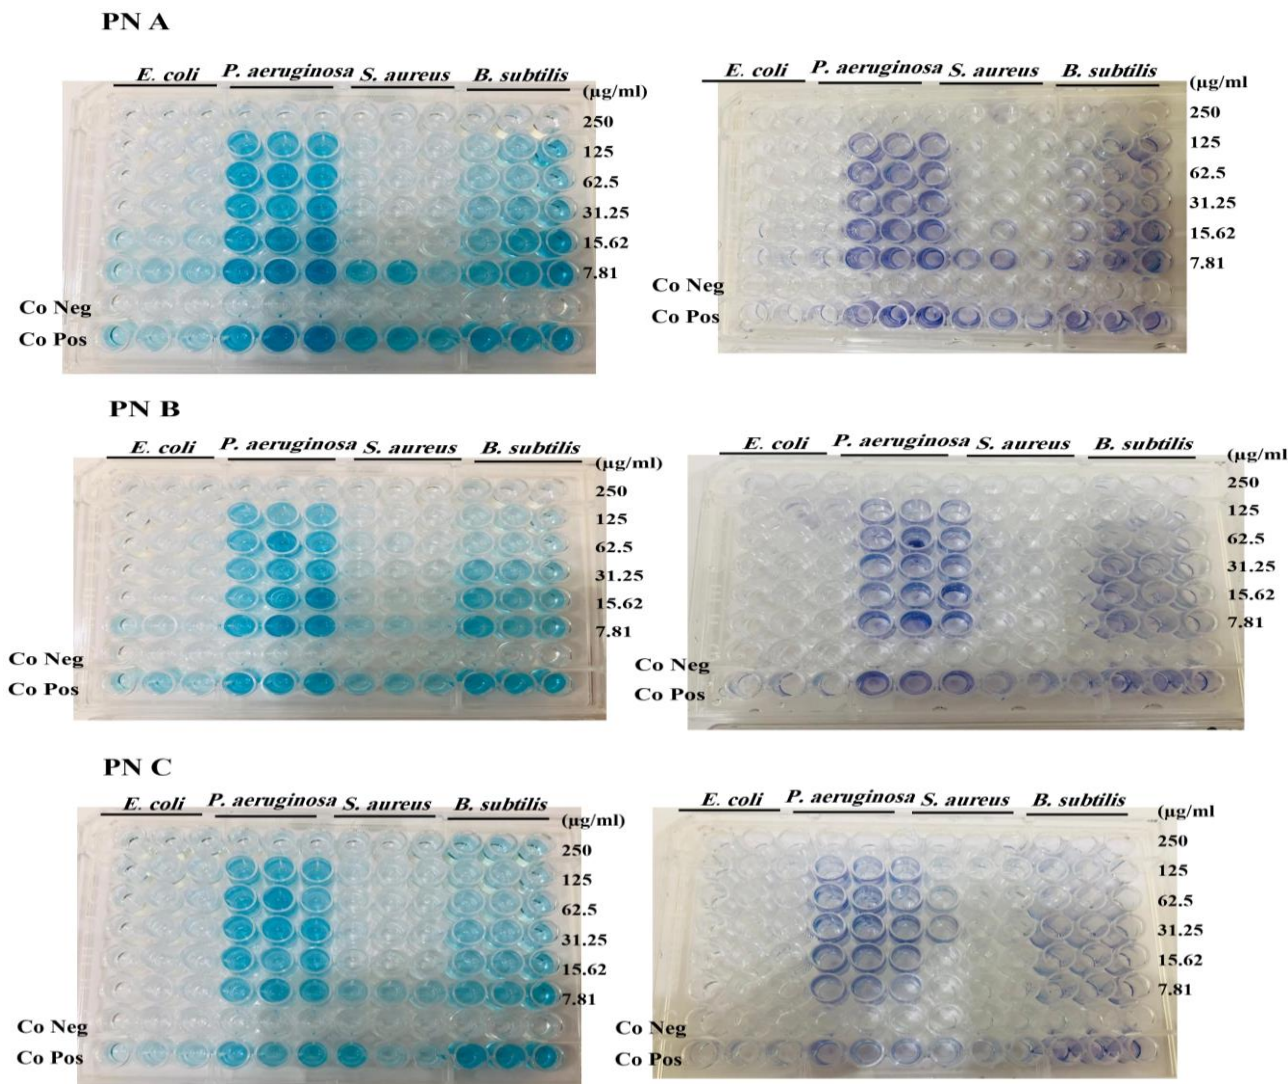 PN A
E. coli P. aeruginosa S. aureus B. subtilis
(µg/ml)
250
125
62.5
31.25
15.62
7.81
Co Neg
Co Pos
E. coli P. aeruginosa S. aureus B. subtilis
(µg/ml
250
125
62.5
31.25
15.62
7.81
Co Neg
Co Pos
PN B
E. coli P. aeruginosa S. aureus B. subtilis
(µg/ml)
250
125
62.5
31.25
15.62
7.81
Co Neg
Co Pos
E. coli P. aeruginosa S. aureus B. subtilis
(µg/ml
250
125
62.5
31.25
15.62
7.81
Co Neg
Co Pos
PN C
E. coli P. aeruginosa S. aureus B. subtilis
(µg/ml)
250
125
62.5
31.25
15.62
7.81
Co Neg
Co Pos
E. coli P. aeruginosa S. aureus B. subtilis
(µg/ml
250
125
62.5
31.25
15.62
7.81
Co Neg
Co Pos